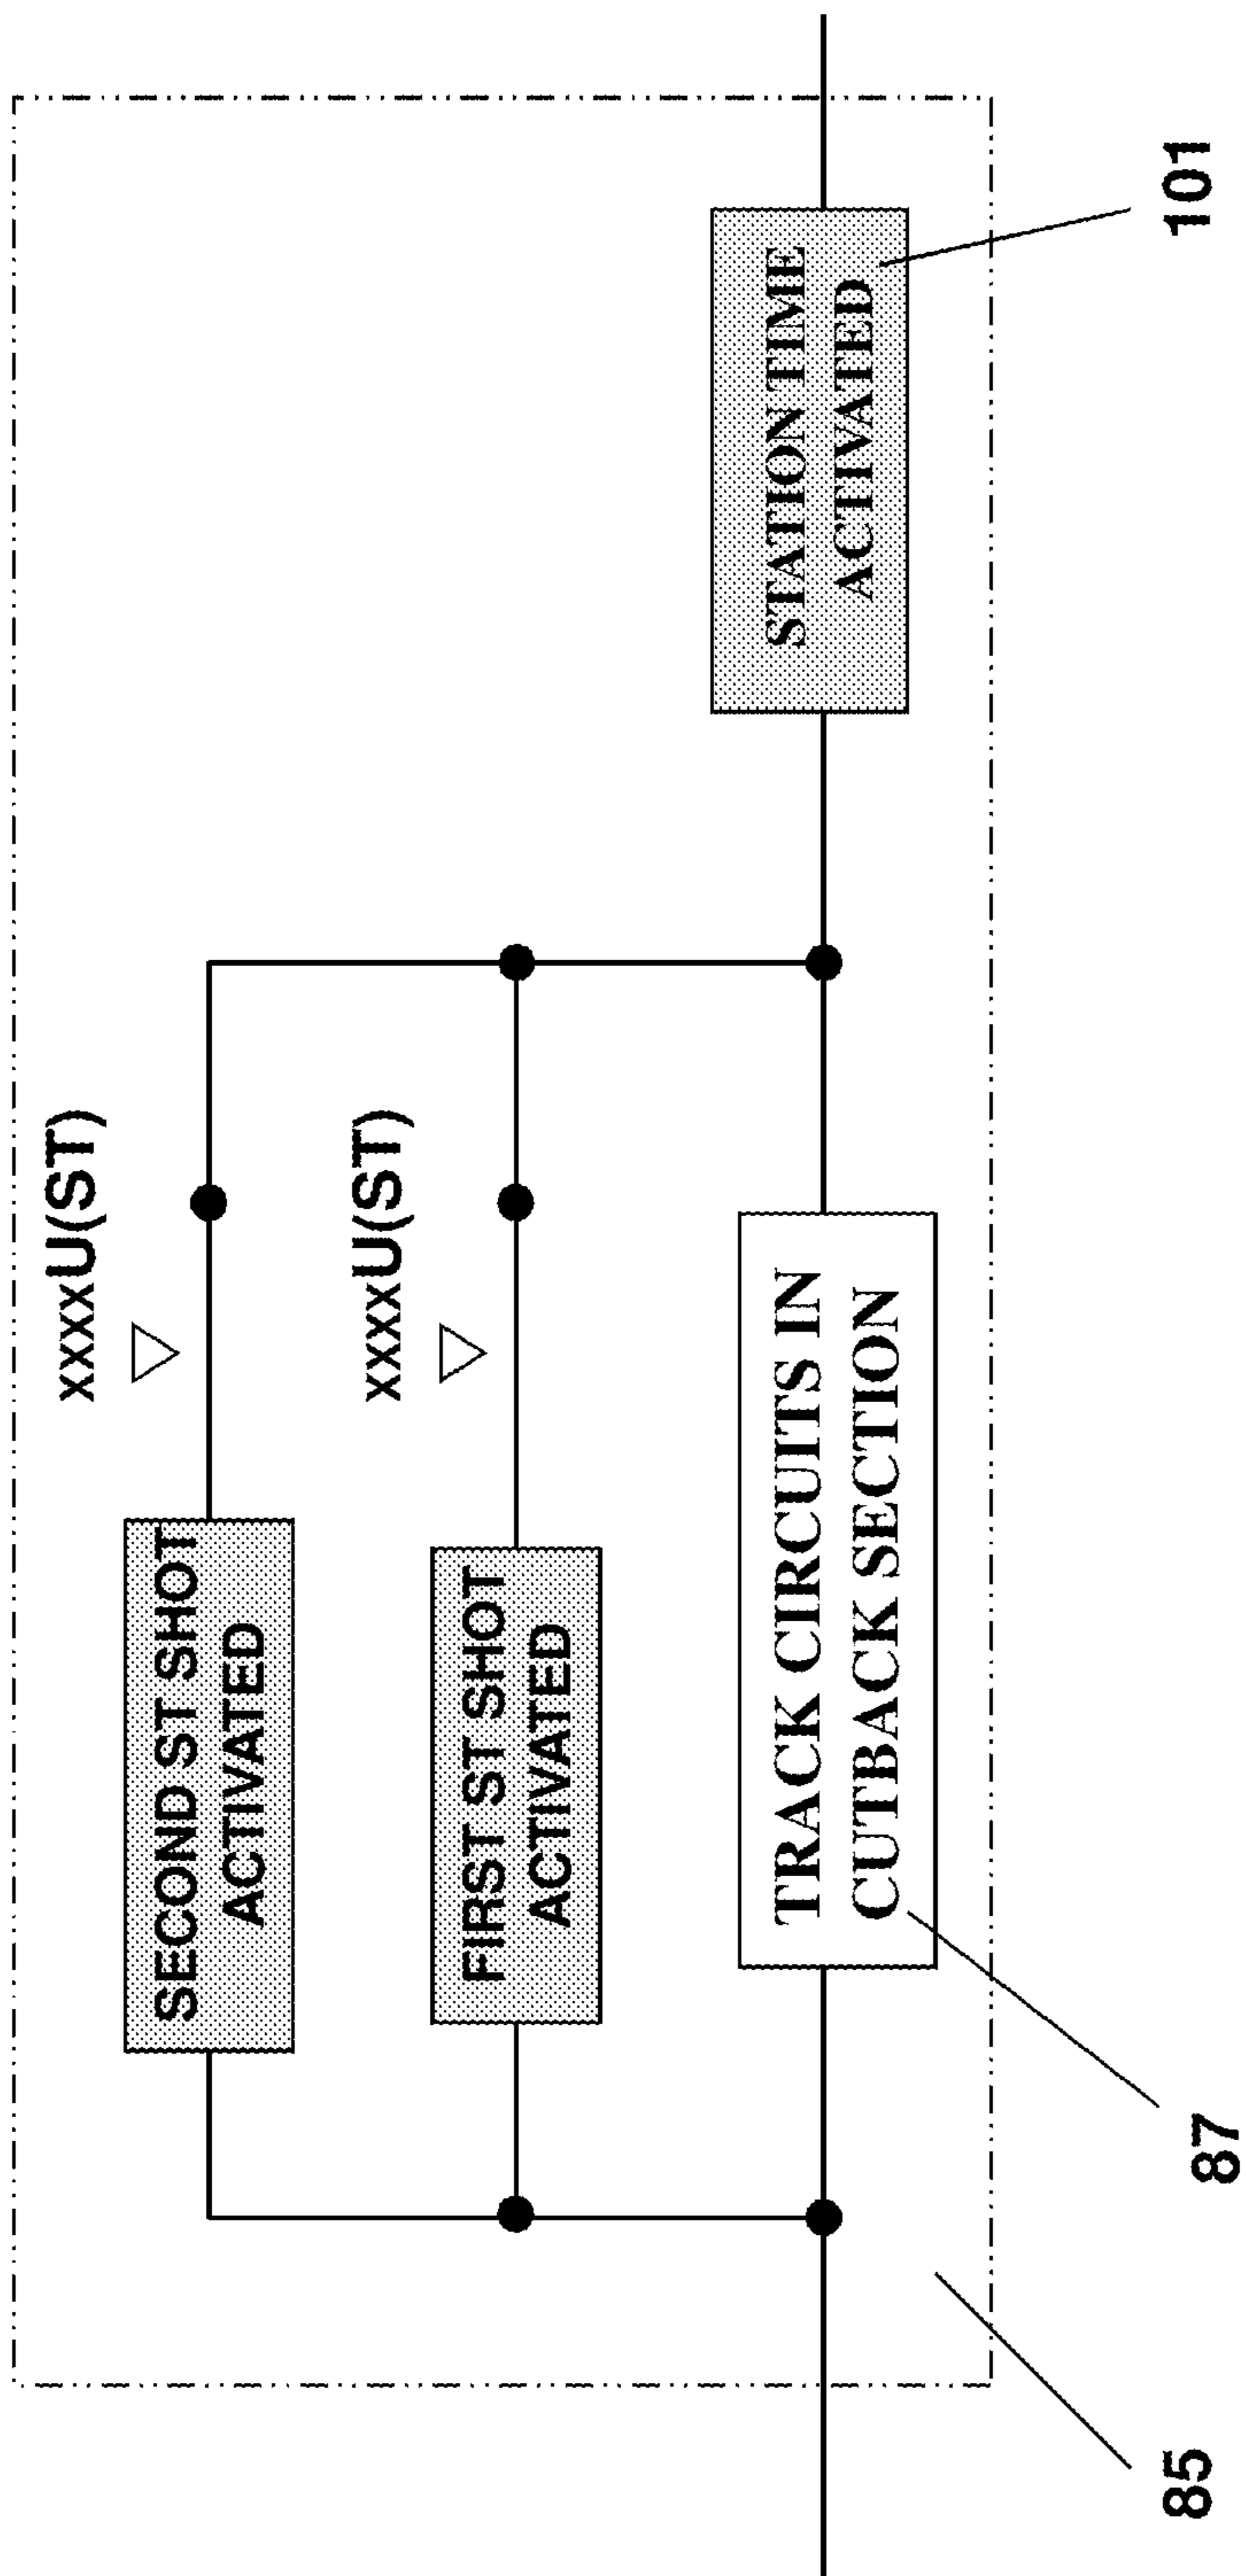 xxxxU(ST)
SECOND ST SHOT
ACTIVATED
xxxxU(ST)
FIRST ST SHOT
ACTIVATED
TRACK CIRCUITS IN
CUTBACK SECTION
STATION TIME
ACTIVATED
85
87
101